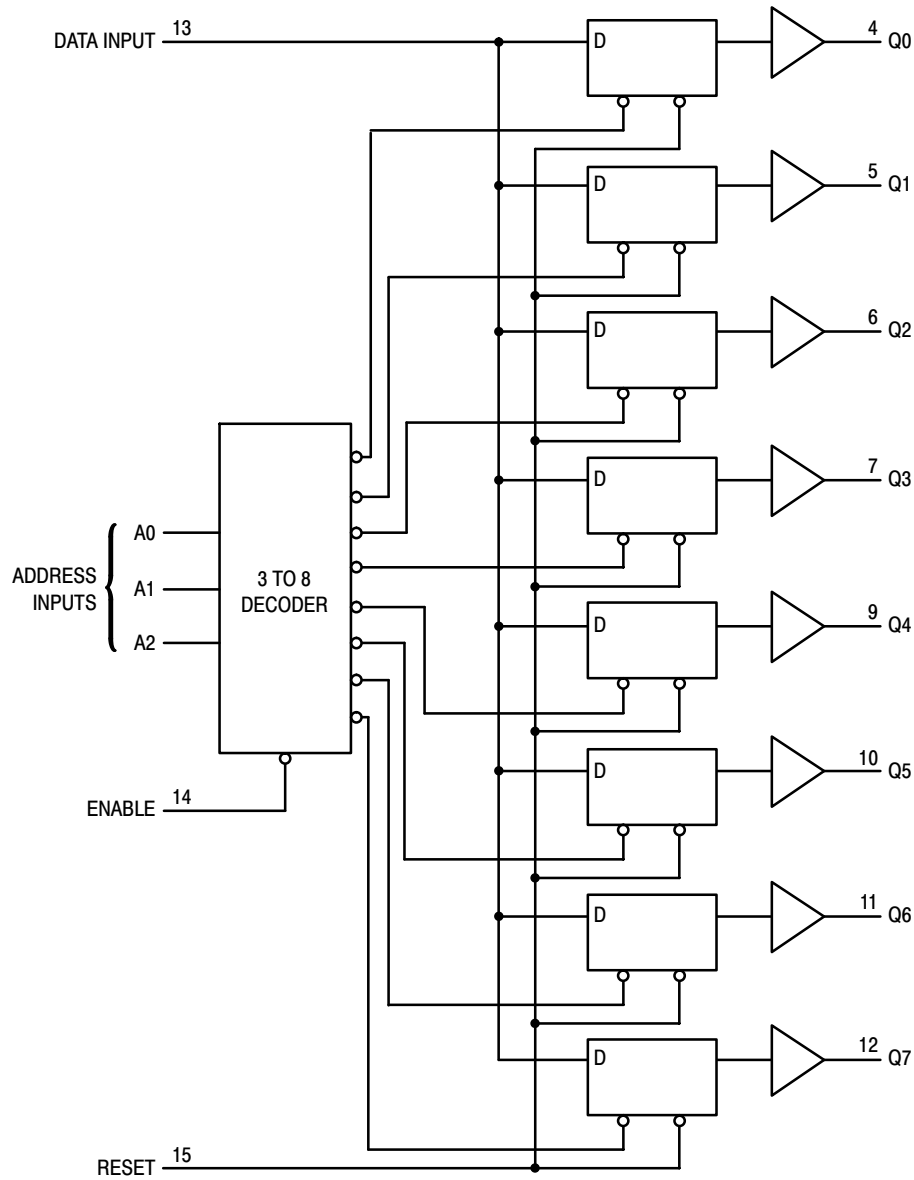 DATA INPUT 13
D
4 Q0
D
5 Q1
D
6 Q2
D
7 Q3
A0
ADDRESS
INPUTS
A1
A2
3 TO 8
DECODER
D
9 Q4
D
10 Q5
ENABLE 14
D
11 Q6
D
12 Q7
RESET 15